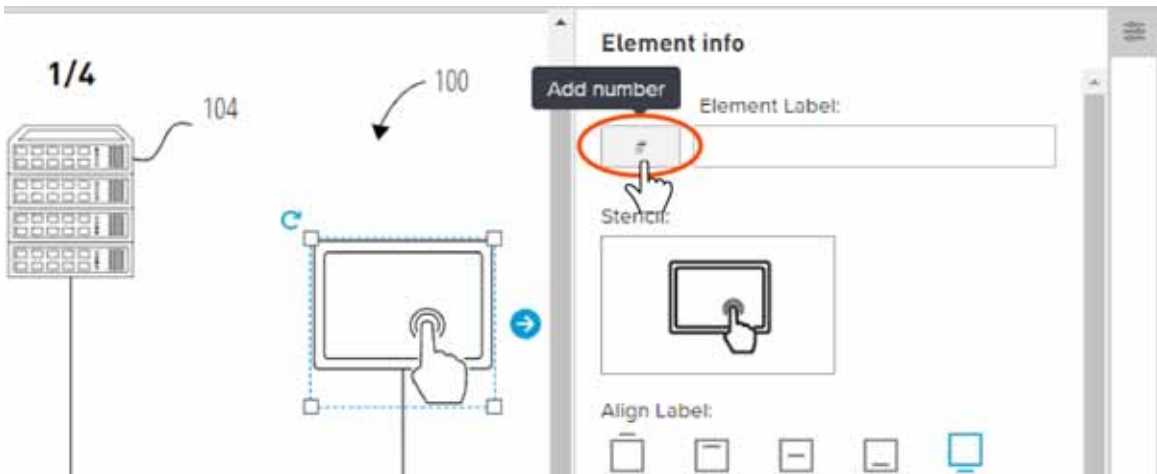 1/4
104
100
Element info
Add number
Element Label:
#
Stencil:
Align Label: